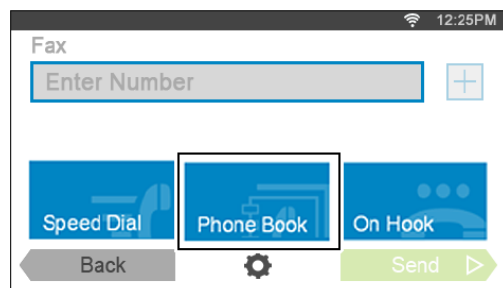 12:25PM
Fax
Enter Number
Speed Dial Phone Book On Hook
Back Send